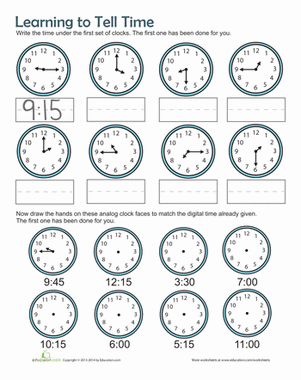 Learning to Tell Time
Write the time under the first set of clocks. The first one has been done for you.
9:15
Now draw the hands on these analog clock faces to match the digital time already given.
The first one has been done for you.
9:45 12:15 3:30 7:00
10:15 6:00 5:15 11:00